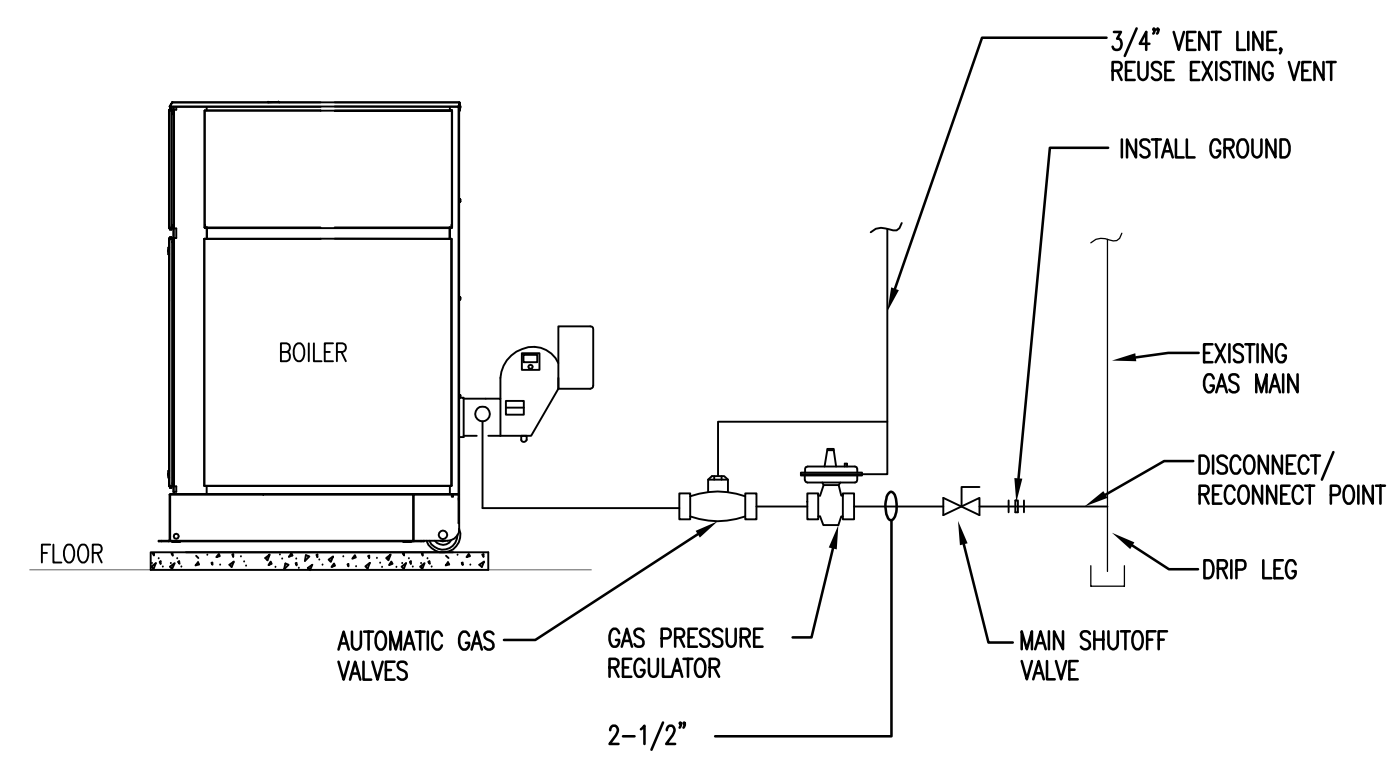 3/4" VENT LINE,
REUSE EXISTING VENT
INSTALL GROUND
BOILER
EXISTING
GAS MAIN
DISCONNECT/
RECONNECT POINT
FLOOR
DRIP LEG
AUTOMATIC GAS
VALVES
GAS PRESSURE
REGULATOR
MAIN SHUTOFF
VALVE
2-1/2"